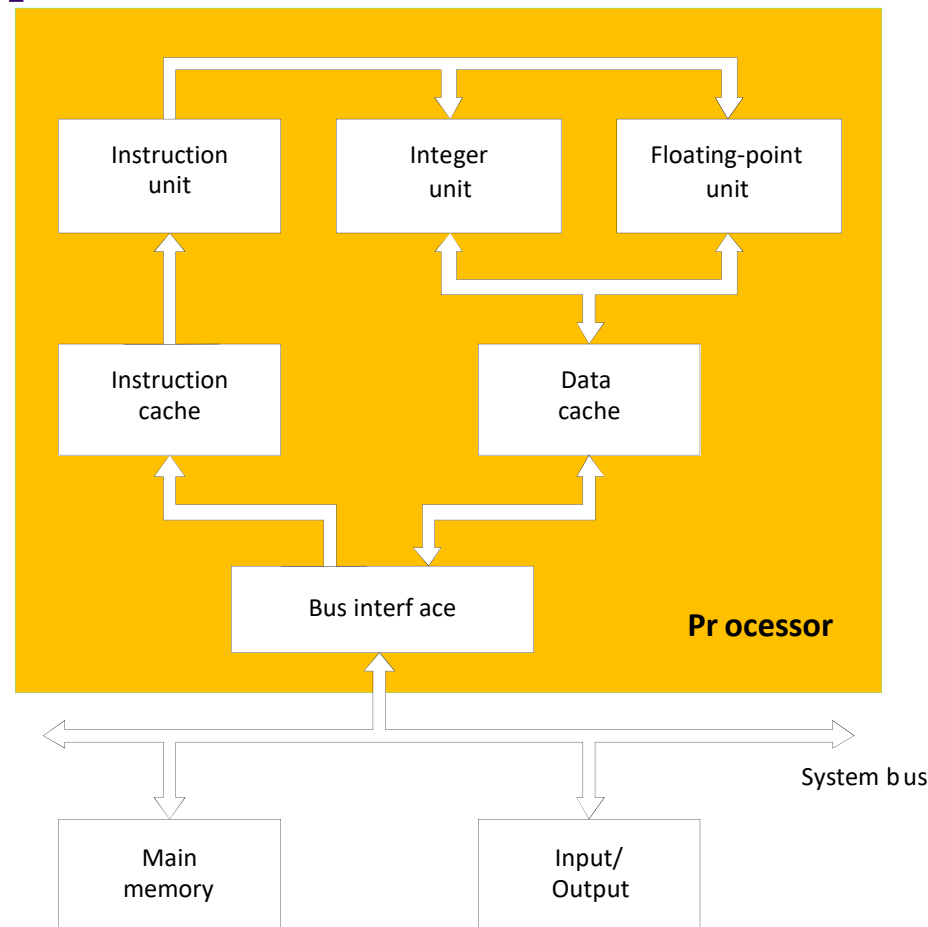 Instruction
unit
Integer
unit
Floating-point
unit
Instruction
cache
Data
cache
Bus interf ace
Pr ocessor
System b us
Main
memory
Input/
Output